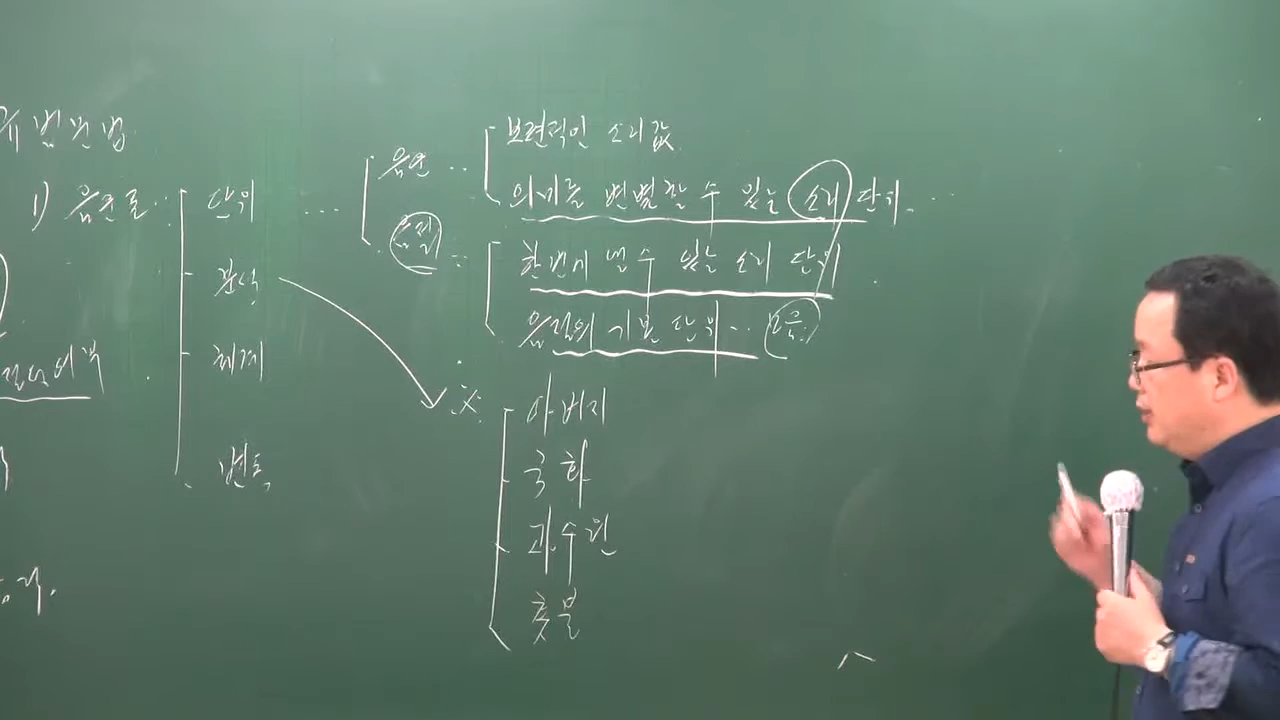 1) 음운론
단위
분석
체계
변동
음운 ..
보편적인 소리값
의미를 변별할 수 있는 소리 단위.
음절
한번에 낼 수 있는 소리 단위
음절의 기본 단위..
아버지
국화
과수원
촛불